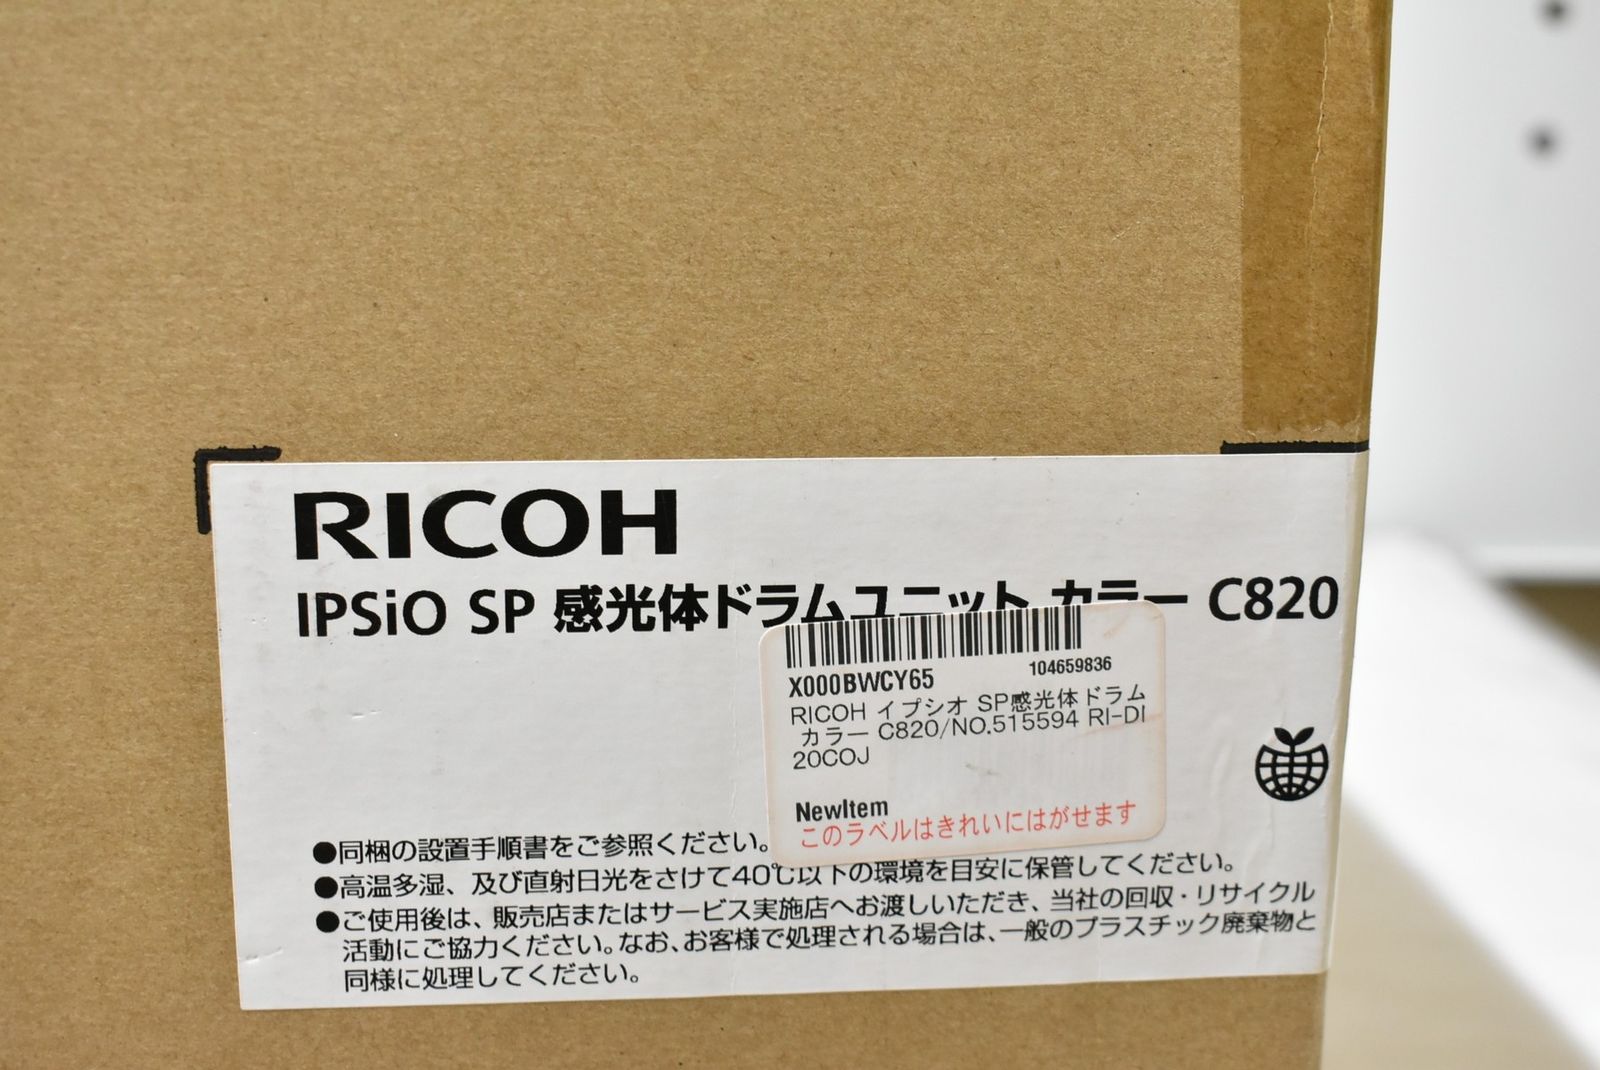 RICOH
IPSiO SP 感光体ドラムユニット カラー C820
X000BWCY65 104659836
RICOH イプシオ SP感光体ドラム
カラー C820/NO.515594 RI-DI
20COJ
NewItem
このラベルはきれいにはがせます
●同梱の設置手順書をご参照ください。
●高温多湿、及び直射日光をさけて40℃以下の環境を目安に保管してください。
●ご使用後は、販売店またはサービス実施店へお渡しいただき、当社の回収・リサイクル
活動にご協力ください。なお、お客様で処理される場合は、一般のプラスチック廃棄物と
同様に処理してください。